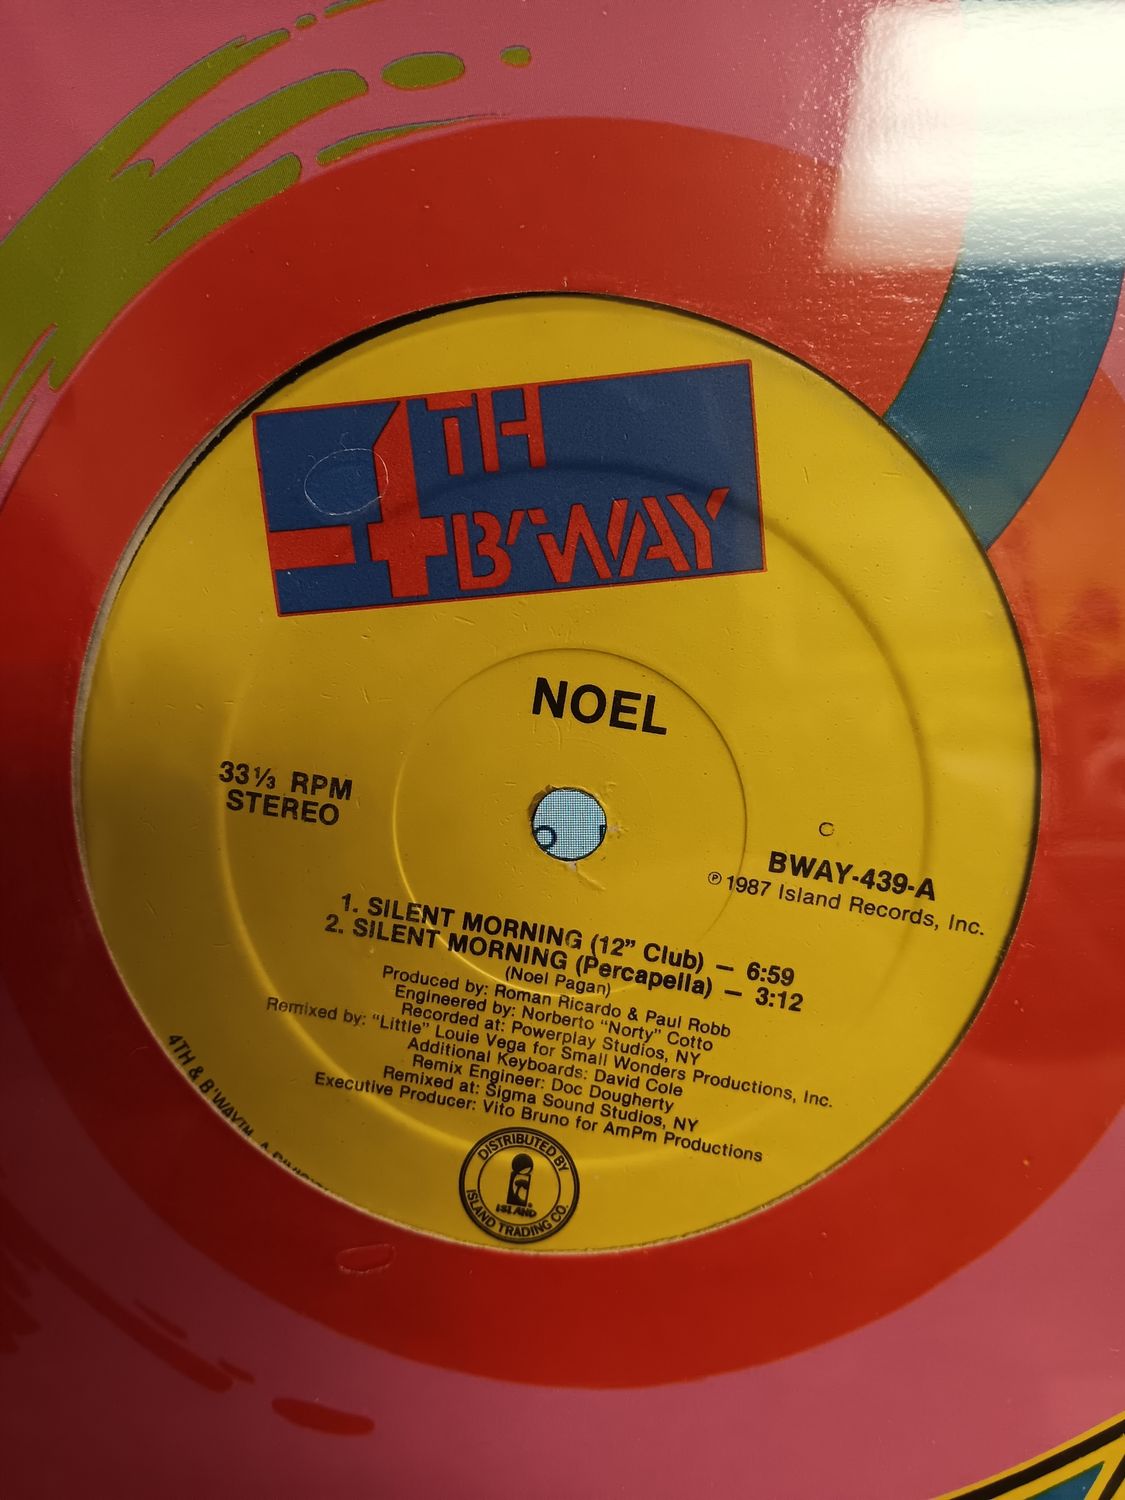 4TH
B'WAY
NOEL
33⅓ RPM
STEREO
BWAY-439-A
℗ 1987 Island Records, Inc.
1. SILENT MORNING (12” Club) — 6:59
2. SILENT MORNING (Percapella) — 3:12
(Noel Pagan)
Produced by: Roman Ricardo & Paul Robb
Engineered by: Norberto “Norty” Cotto
Recorded at: Powerplay Studios, NY
Remixed by: “Little” Louie Vega for Small Wonders Productions, Inc.
Additional Keyboards: David Cole
Remix Engineer: Doc Dougherty
Remixed at: Sigma Sound Studios, NY
Executive Producer: Vito Bruno for AmPm Productions
4TH & B'WAY™ A
DISTRIBUTED BY
ISLAND
ISLAND TRADING CO.